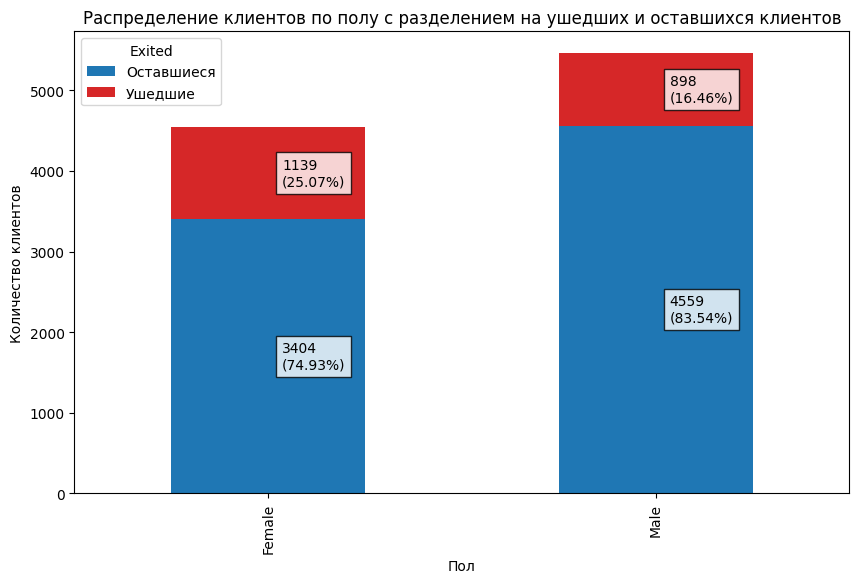 Распределение клиентов по полу с разделением на ушедших и оставшихся клиентов
Exited
Оставшиеся
Ушедшие
Количество клиентов
5000
4000
3000
2000
1000
0
1139
(25.07%)
3404
(74.93%)
898
(16.46%)
4559
(83.54%)
Female
Male
Пол